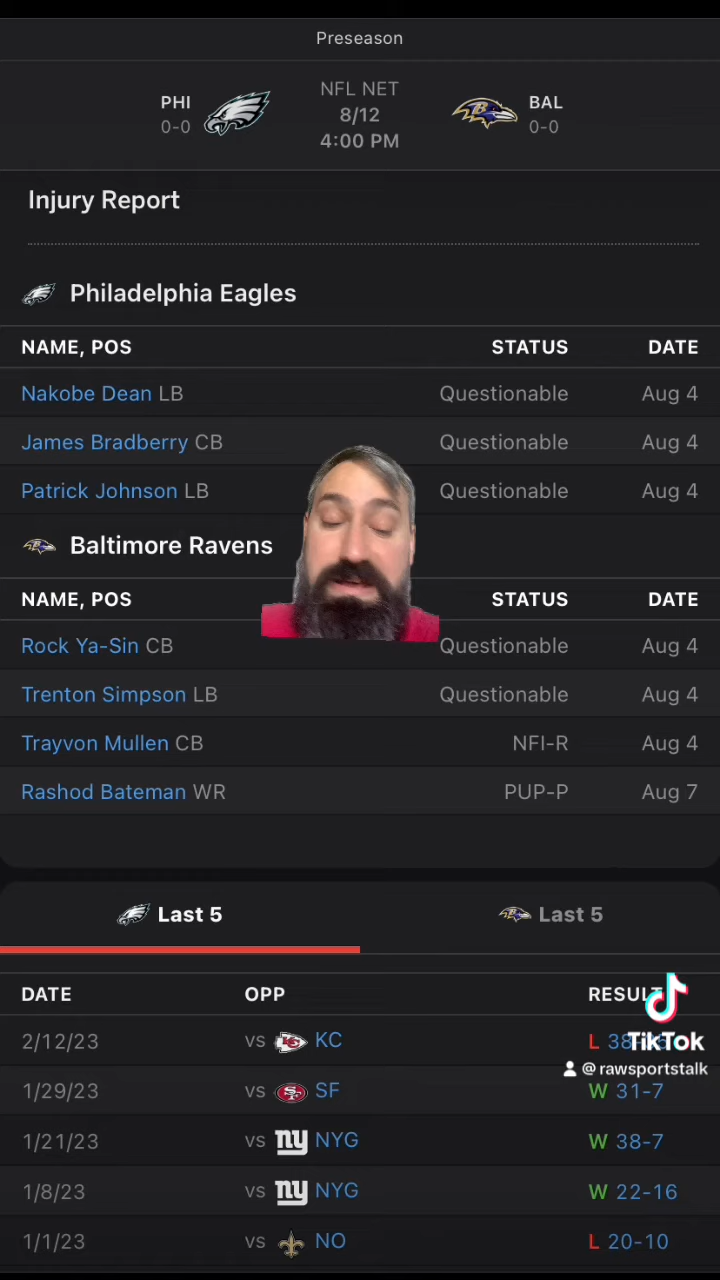 Preseason
PHI NFL NET BAL
0-0 8/12 0-0
4:00 PM
Injury Report
Philadelphia Eagles
NAME, POS STATUS DATE
Nakobe Dean LB Questionable Aug 4
James Bradberry CB Questionable Aug 4
Patrick Johnson LB Questionable Aug 4
Baltimore Ravens
NAME, POS STATUS DATE
Rock Ya-Sin CB Questionable Aug 4
Trenton Simpson LB Questionable Aug 4
Trayvon Mullen CB NFI-R Aug 4
Rashod Bateman WR PUP-P Aug 7
Last 5 Last 5
DATE OPP RESULT
2/12/23 vs KC L
TikTok
@rawsportstalk
1/29/23 vs SF W 31-7
1/21/23 vs ny NYG W 38-7
1/8/23 vs ny NYG W 22-16
1/1/23 vs NO L 20-10